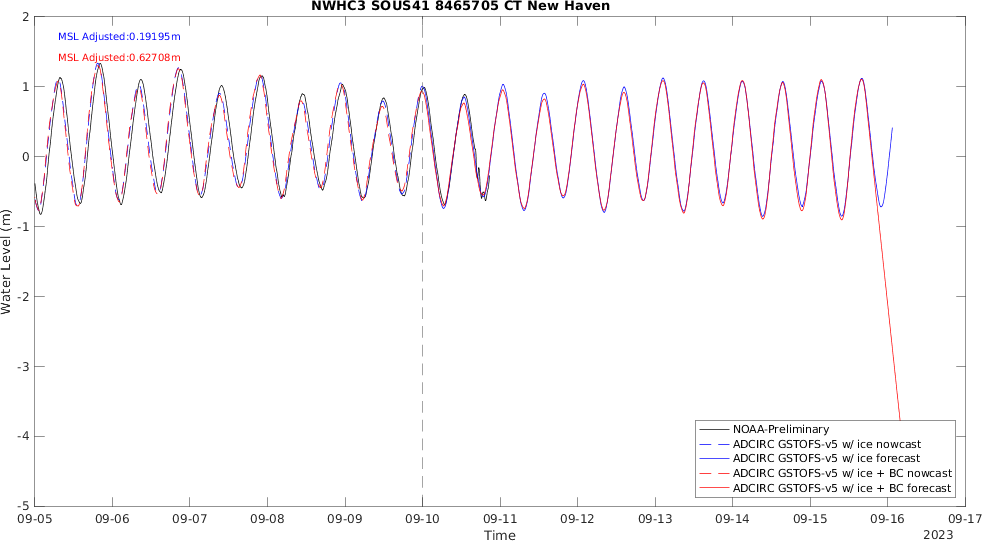 NWHC3 SOUS41 8465705 CT New Haven
MSL Adjusted:0.19195m
MSL Adjusted:0.62708m
2
1
0
-1
-2
-3
-4
-5
Water Level (m)
NOAA-Preliminary
ADCIRC GSTOFS-v5 w/ ice nowcast
ADCIRC GSTOFS-v5 w/ ice forecast
ADCIRC GSTOFS-v5 w/ ice + BC nowcast
ADCIRC GSTOFS-v5 w/ ice + BC forecast
09-05 09-06 09-07 09-08 09-09 09-10 09-11 09-12 09-13 09-14 09-15 09-16 09-17
Time
2023